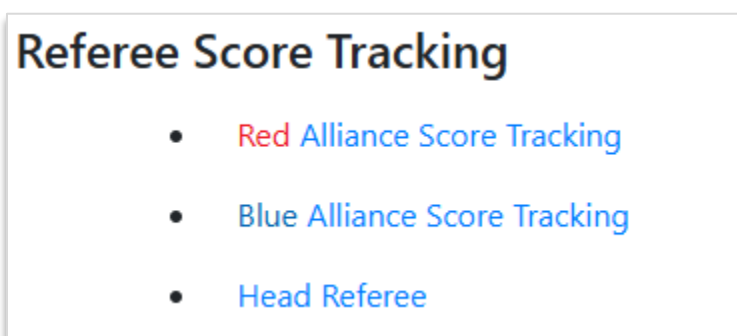 Referee Score Tracking
Red Alliance Score Tracking
Blue Alliance Score Tracking
Head Referee